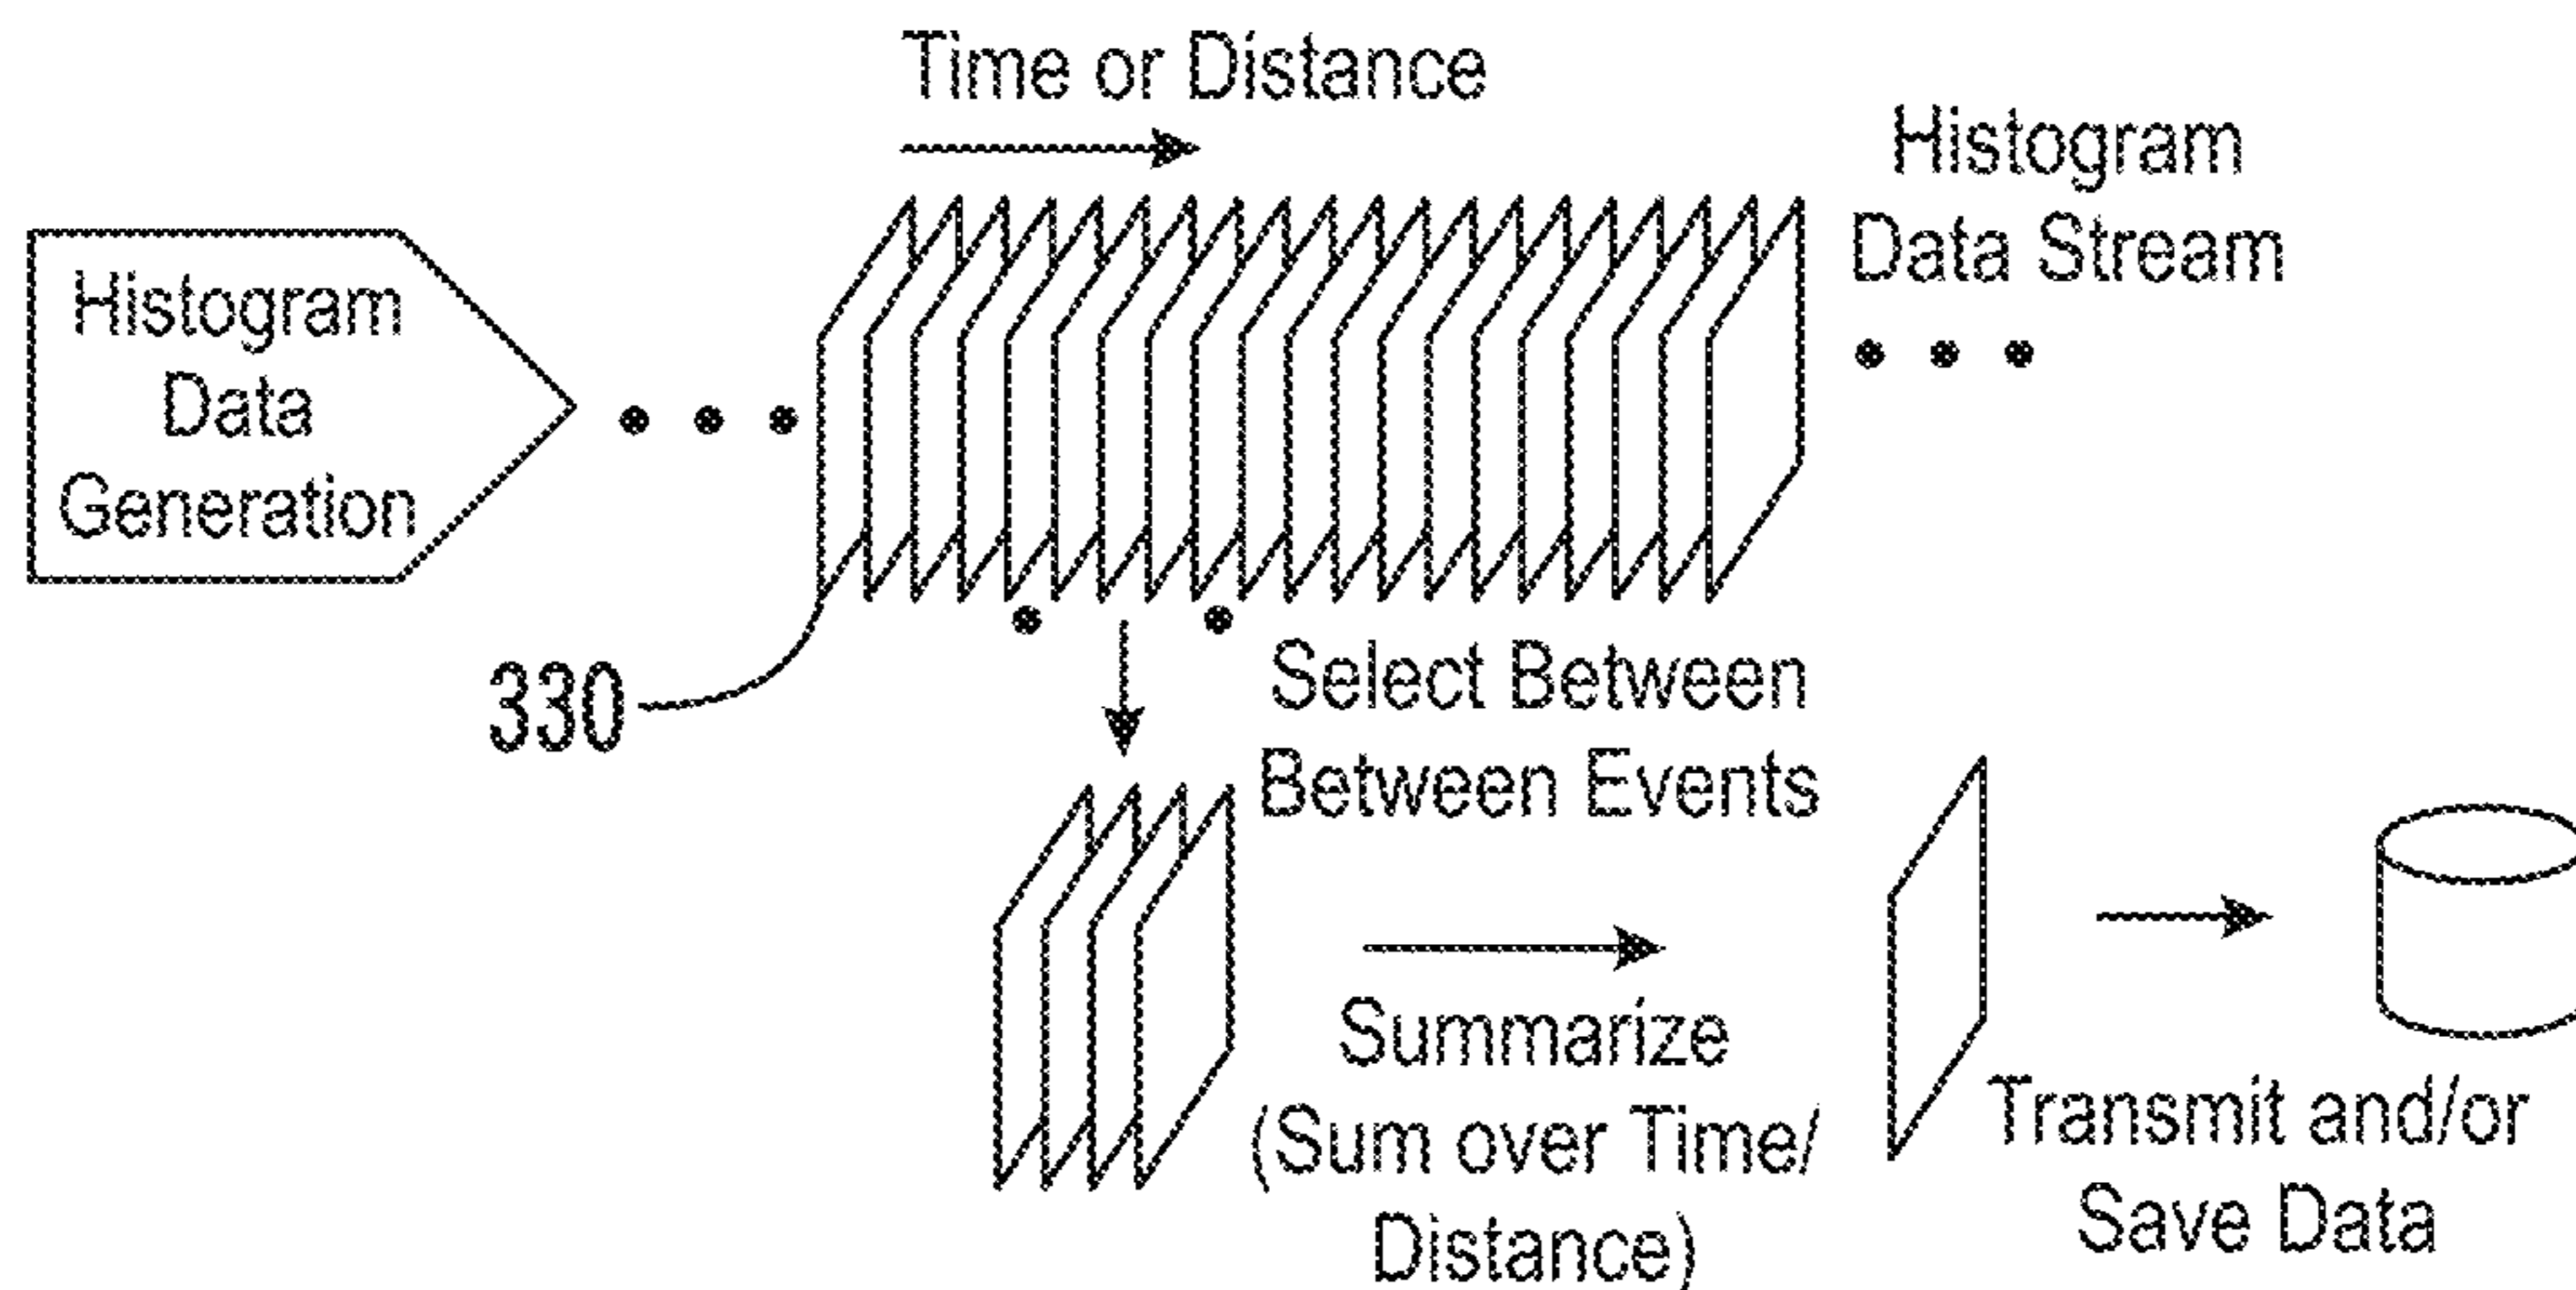 Time or Distance
Histogram
Data Stream
Histogram
Data
Generation
330
Select Between
Between Events
Summarize
(Sum over Time/
Distance)
Transmit and/or
Save Data